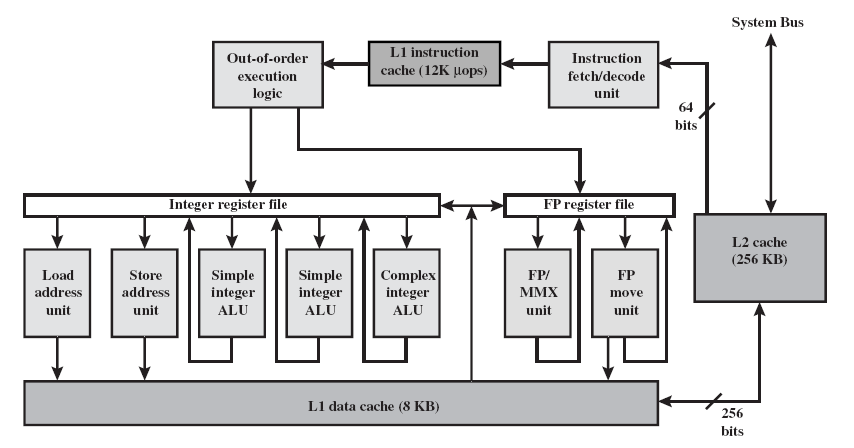 System Bus
Out-of-order
execution
logic
L1 instruction
cache (12K μops)
Instruction
fetch/decode
unit
64
bits
Integer register file
FP register file
L2 cache
(256 KB)
Load
address
unit
Store
address
unit
Simple
integer
ALU
Simple
integer
ALU
Complex
integer
ALU
FP/
MMX
unit
FP
move
unit
L1 data cache (8 KB)
256
bits